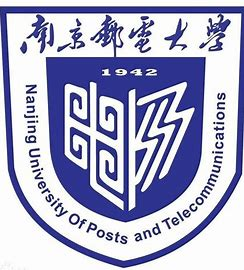 南京郵電大學
1942
Nanjing University Of Posts and Telecommunications